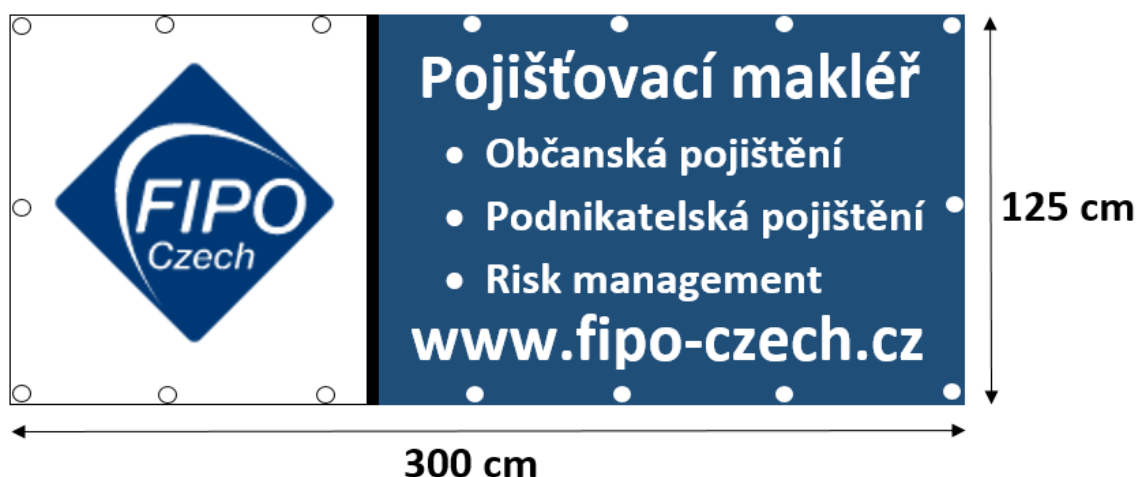 FIPO
Czech
Pojišťovací makléř
• Občanská pojištění
• Podnikatelská pojištění
• Risk management
www.fipo-czech.cz
125 cm
300 cm